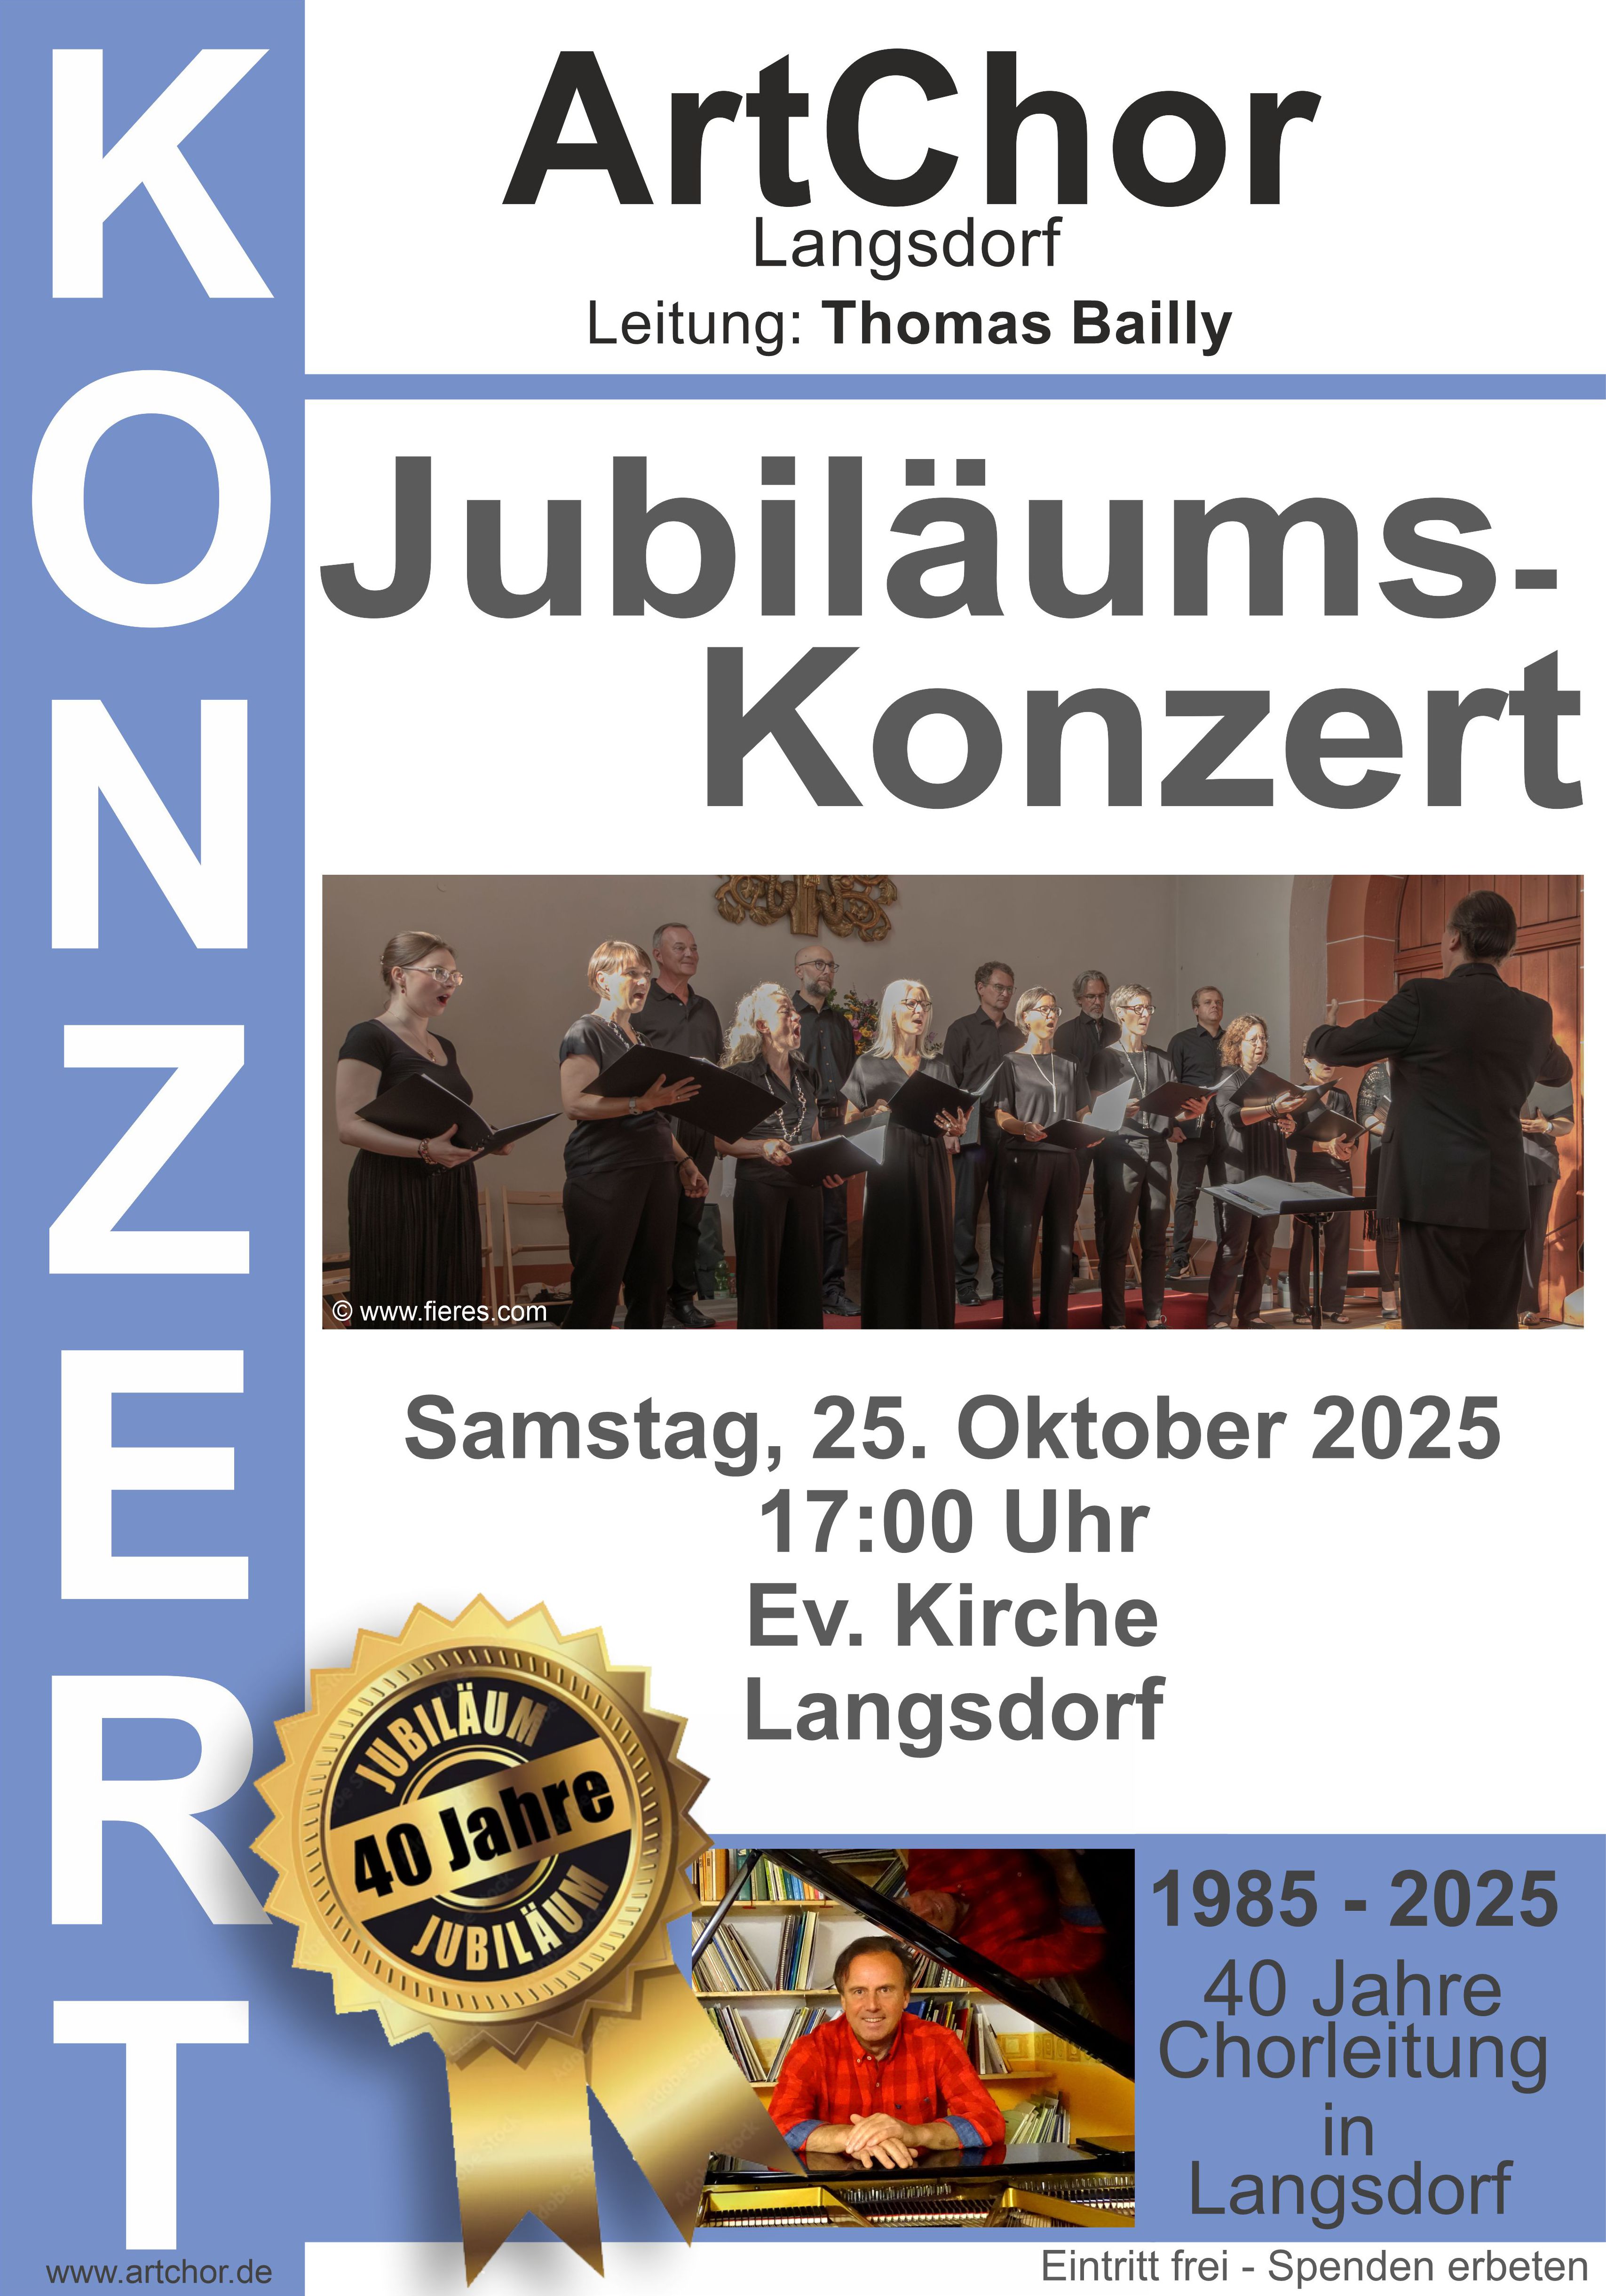 KONZERT
ArtChor
Langsdorf
Leitung: Thomas Bailly
Jubiläums-
Konzert
© www.fieres.com
Samstag, 25. Oktober 2025
17:00 Uhr
Ev. Kirche
Langsdorf
JUBILÄUM
40 Jahre
JUBILÄUM
1985 - 2025
40 Jahre
Chorleitung
in
Langsdorf
www.artchor.de
Eintritt frei - Spenden erbeten